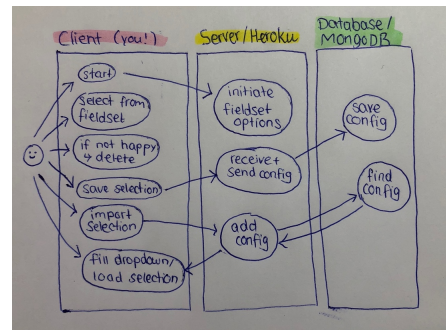 Client (you!)
start
Select from
fieldset
if not happy
↳ delete
save selection
import
selection
fill dropdown/
load selection
Server/Heroku
initiate
fieldset
options
receive+
send config
add
config
Database/
MongoDB
save
config
find
config